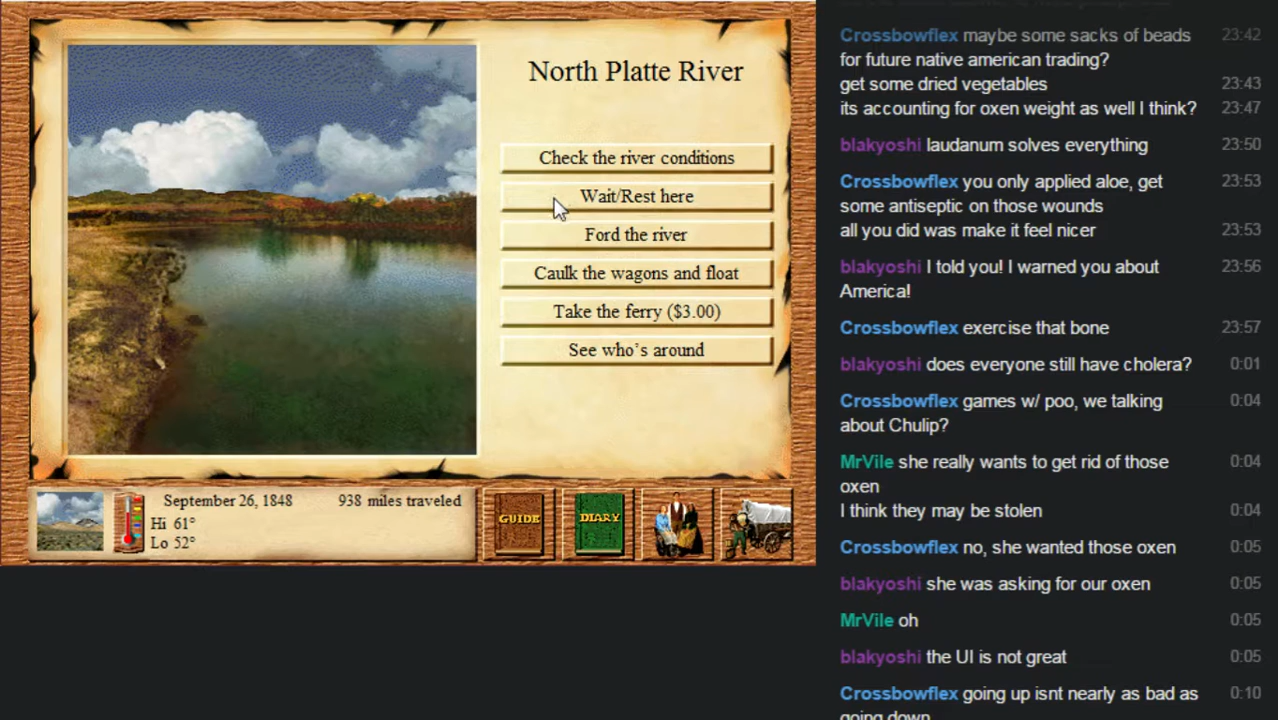 North Platte River
Check the river conditions
Wait/Rest here
Ford the river
Caulk the wagons and float
Take the ferry ($3.00)
See who's around
September 26, 1848 938 miles traveled
Hi 61°
Lo 52°
GUIDE
DIARY
Crossbowflex maybe some sacks of beads 23:42
for future native american trading?
get some dried vegetables 23:43
its accounting for oxen weight as well I think? 23:47
blakyoshi laudanum solves everything 23:50
Crossbowflex you only applied aloe, get 23:53
some antiseptic on those wounds
all you did was make it feel nicer 23:53
blakyoshi I told you! I warned you about 23:56
America!
Crossbowflex exercise that bone 23:57
blakyoshi does everyone still have cholera? 0:01
Crossbowflex games w/ poo, we talking 0:04
about Chulip?
MrVile she really wants to get rid of those 0:04
oxen
I think they may be stolen 0:04
Crossbowflex no, she wanted those oxen 0:05
blakyoshi she was asking for our oxen 0:05
MrVile oh 0:05
blakyoshi the UI is not great 0:05
Crossbowflex going up isnt nearly as bad as 0:10
going down